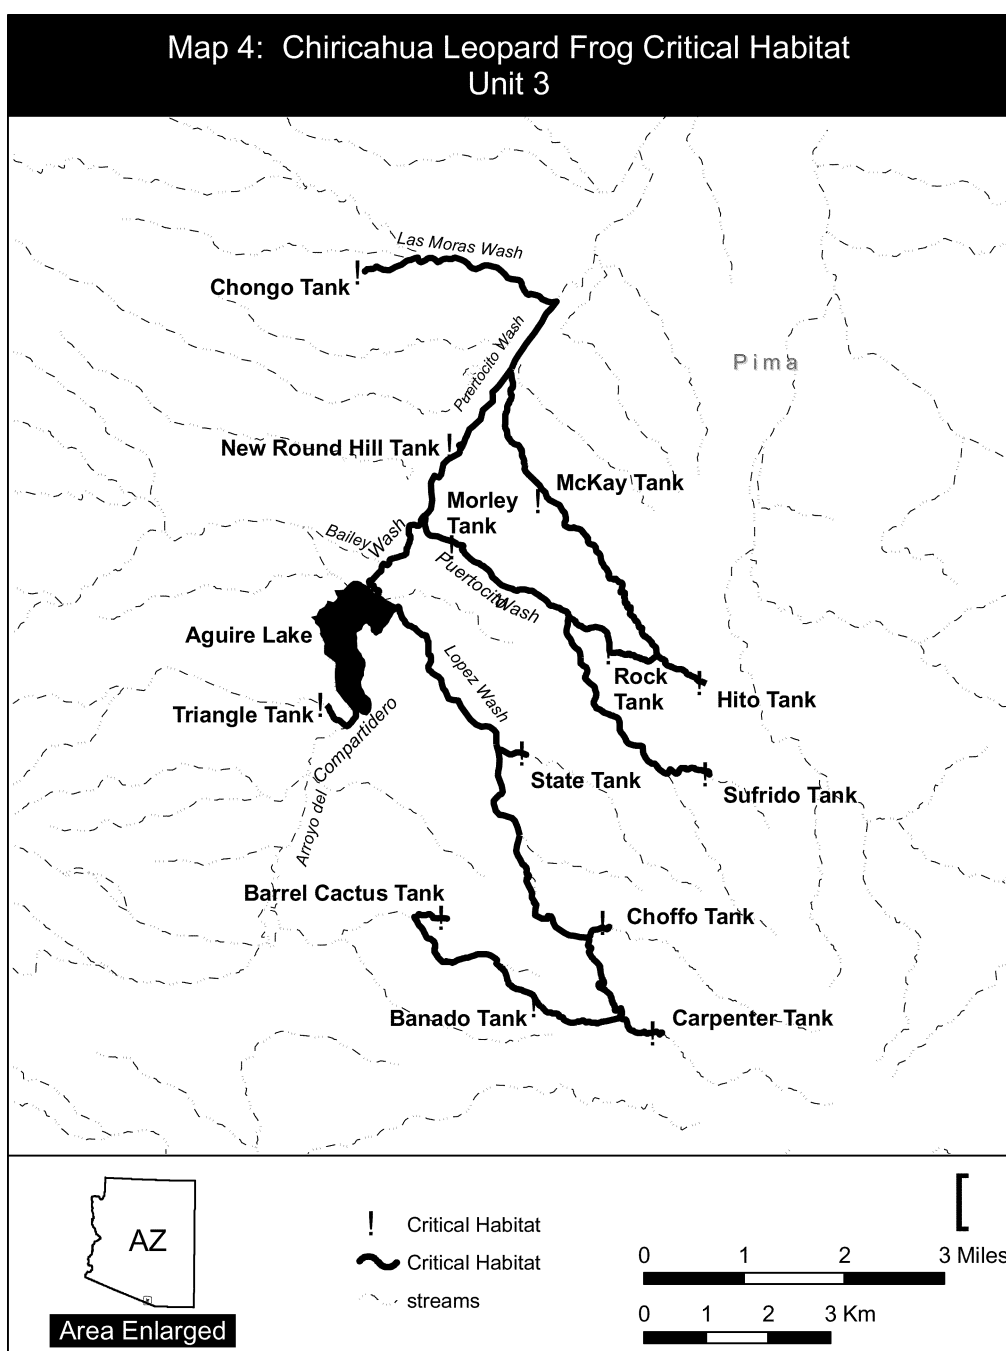 Map 4:  Chiricahua Leopard Frog Critical Habitat
Unit 3
Las Moras Wash
Chongo Tank
!
Puertocito Wash
Pima
New Round Hill Tank
!
McKay Tank
!
Morley
Tank
!
Bailey
Wash
Puertocito
Wash
Aguire Lake
Lopez Wash
!
Rock
Tank
!
Hito Tank
Triangle Tank
!
Arroyo del
Compartidero
!
State Tank
!
Sufrido Tank
Barrel Cactus Tank
!
!
Choffo Tank
Banado Tank
!
!
Carpenter Tank
AZ
Area Enlarged
!
Critical Habitat
Critical Habitat
streams
[
0 1 2 3 Miles
0 1 2 3 Km